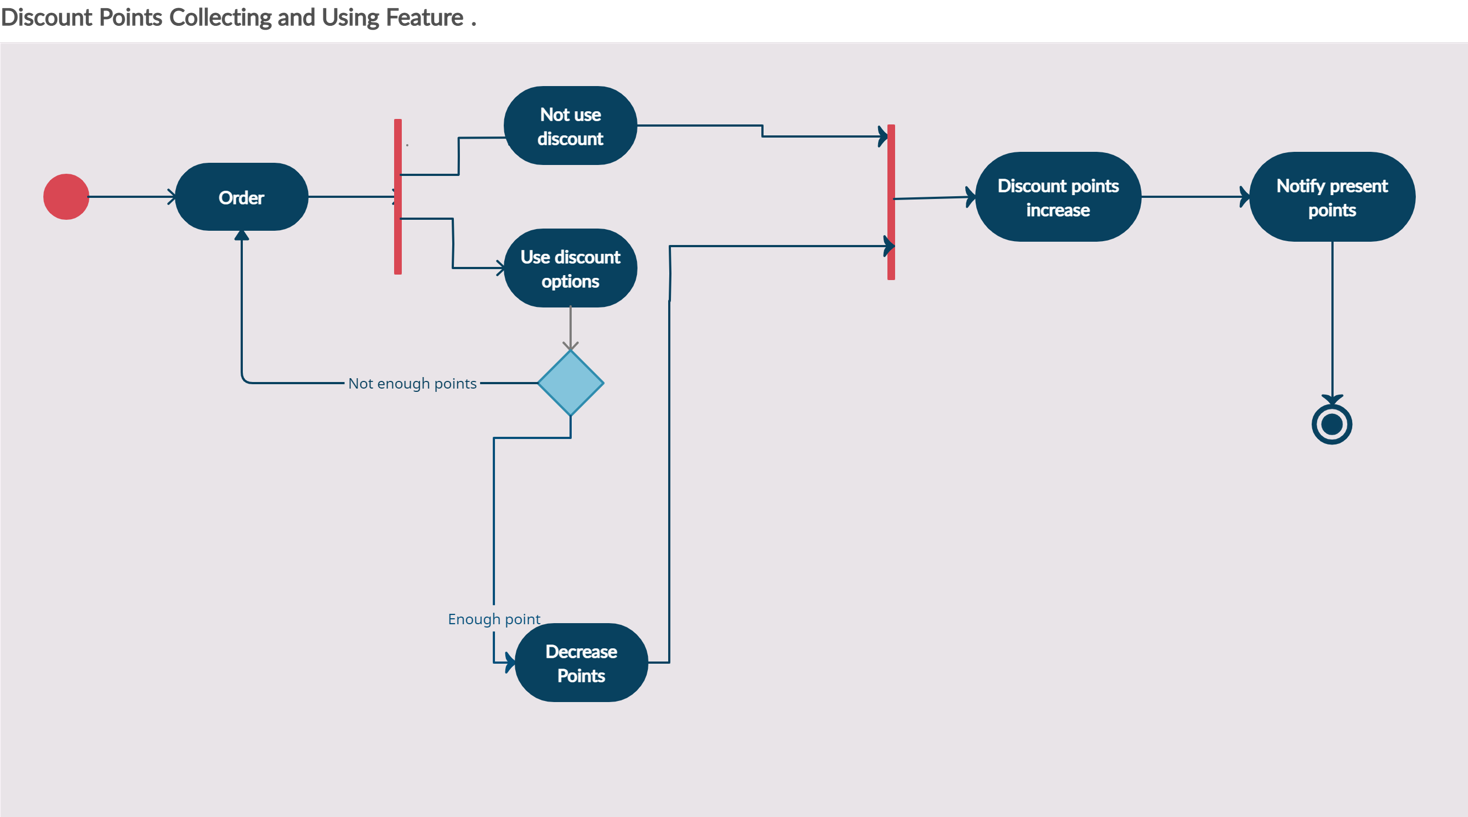 Discount Points Collecting and Using Feature .
Not use
discount
Order
Use discount
options
Discount points
increase
Notify present
points
Not enough points
Enough point
Decrease
Points